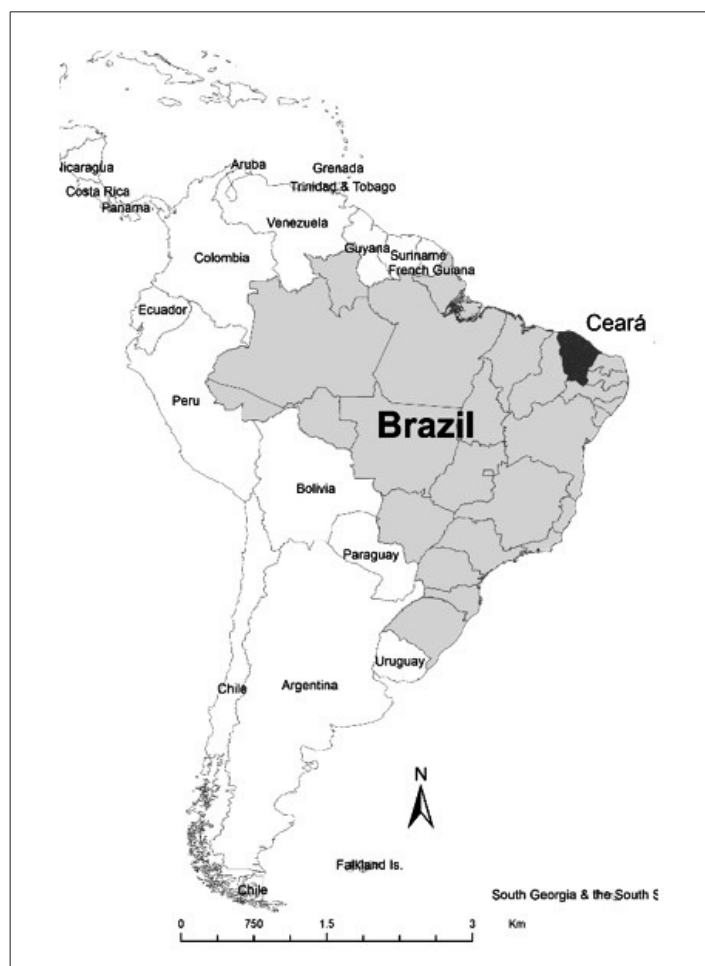 Nicaragua
Aruba
Grenada
Costa Rica
Trinidad & Tobago
Panama
Venezuela
Guyana
Suriname
Colombia
French Guiana
Ecuador
Ceará
Peru
Brazil
Bolivia
Paraguay
Uruguay
Chile
Argentina
N
Falkland Is.
Chile
South Georgia & the South S
0 750 1.5 3 Km